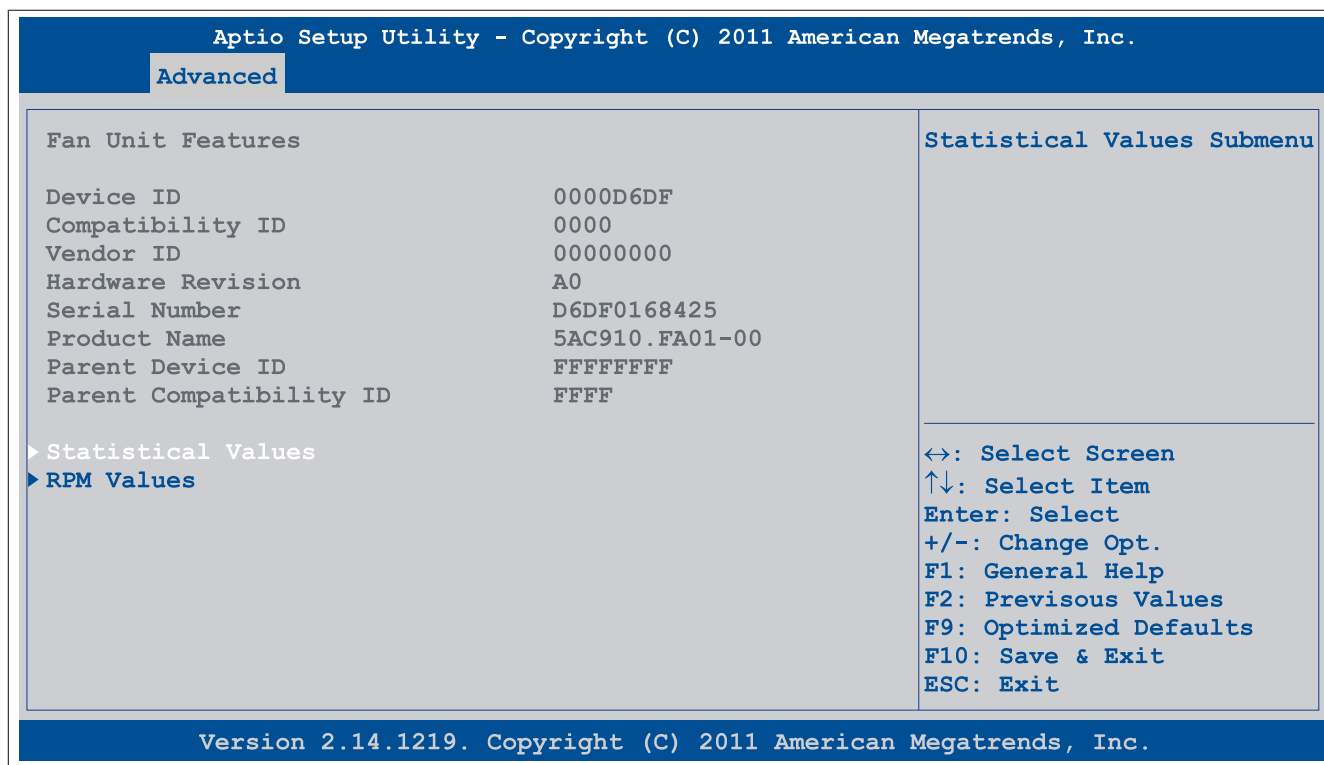 Aptio Setup Utility - Copyright (C) 2011 American Megatrends, Inc.
Advanced
Fan Unit Features
Device ID 0000D6DF
Compatibility ID 0000
Vendor ID 00000000
Hardware Revision A0
Serial Number D6DF0168425
Product Name 5AC910.FA01-00
Parent Device ID FFFFFFFF
Parent Compatibility ID FFFF
Statistical Values
RPM Values
Statistical Values Submenu
↔: Select Screen
↑↓: Select Item
Enter: Select
+/-: Change Opt.
F1: General Help
F2: Previsous Values
F9: Optimized Defaults
F10: Save & Exit
ESC: Exit
Version 2.14.1219. Copyright (C) 2011 American Megatrends, Inc.